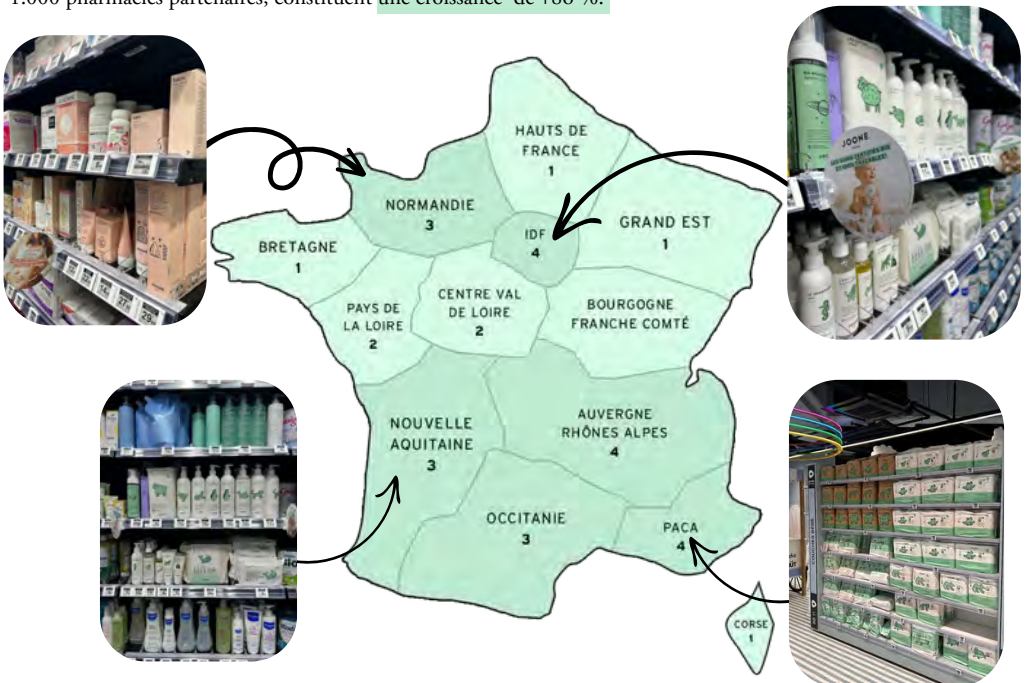 1.000 pharmacies partenaires, constituent une croissance de +86 %.
HAUTS DE
FRANCE
1
NORMANDIE
3
IDF
4
GRAND EST
1
BRETAGNE
1
PAYS DE
LA LOIRE
2
CENTRE VAL
DE LOIRE
2
BOURGOGNE
FRANCHE COMTÉ
NOUVELLE
AQUITAINE
3
AUVERGNE
RHÔNES ALPES
4
OCCITANIE
3
PACA
4
CORSE
1
JOONE